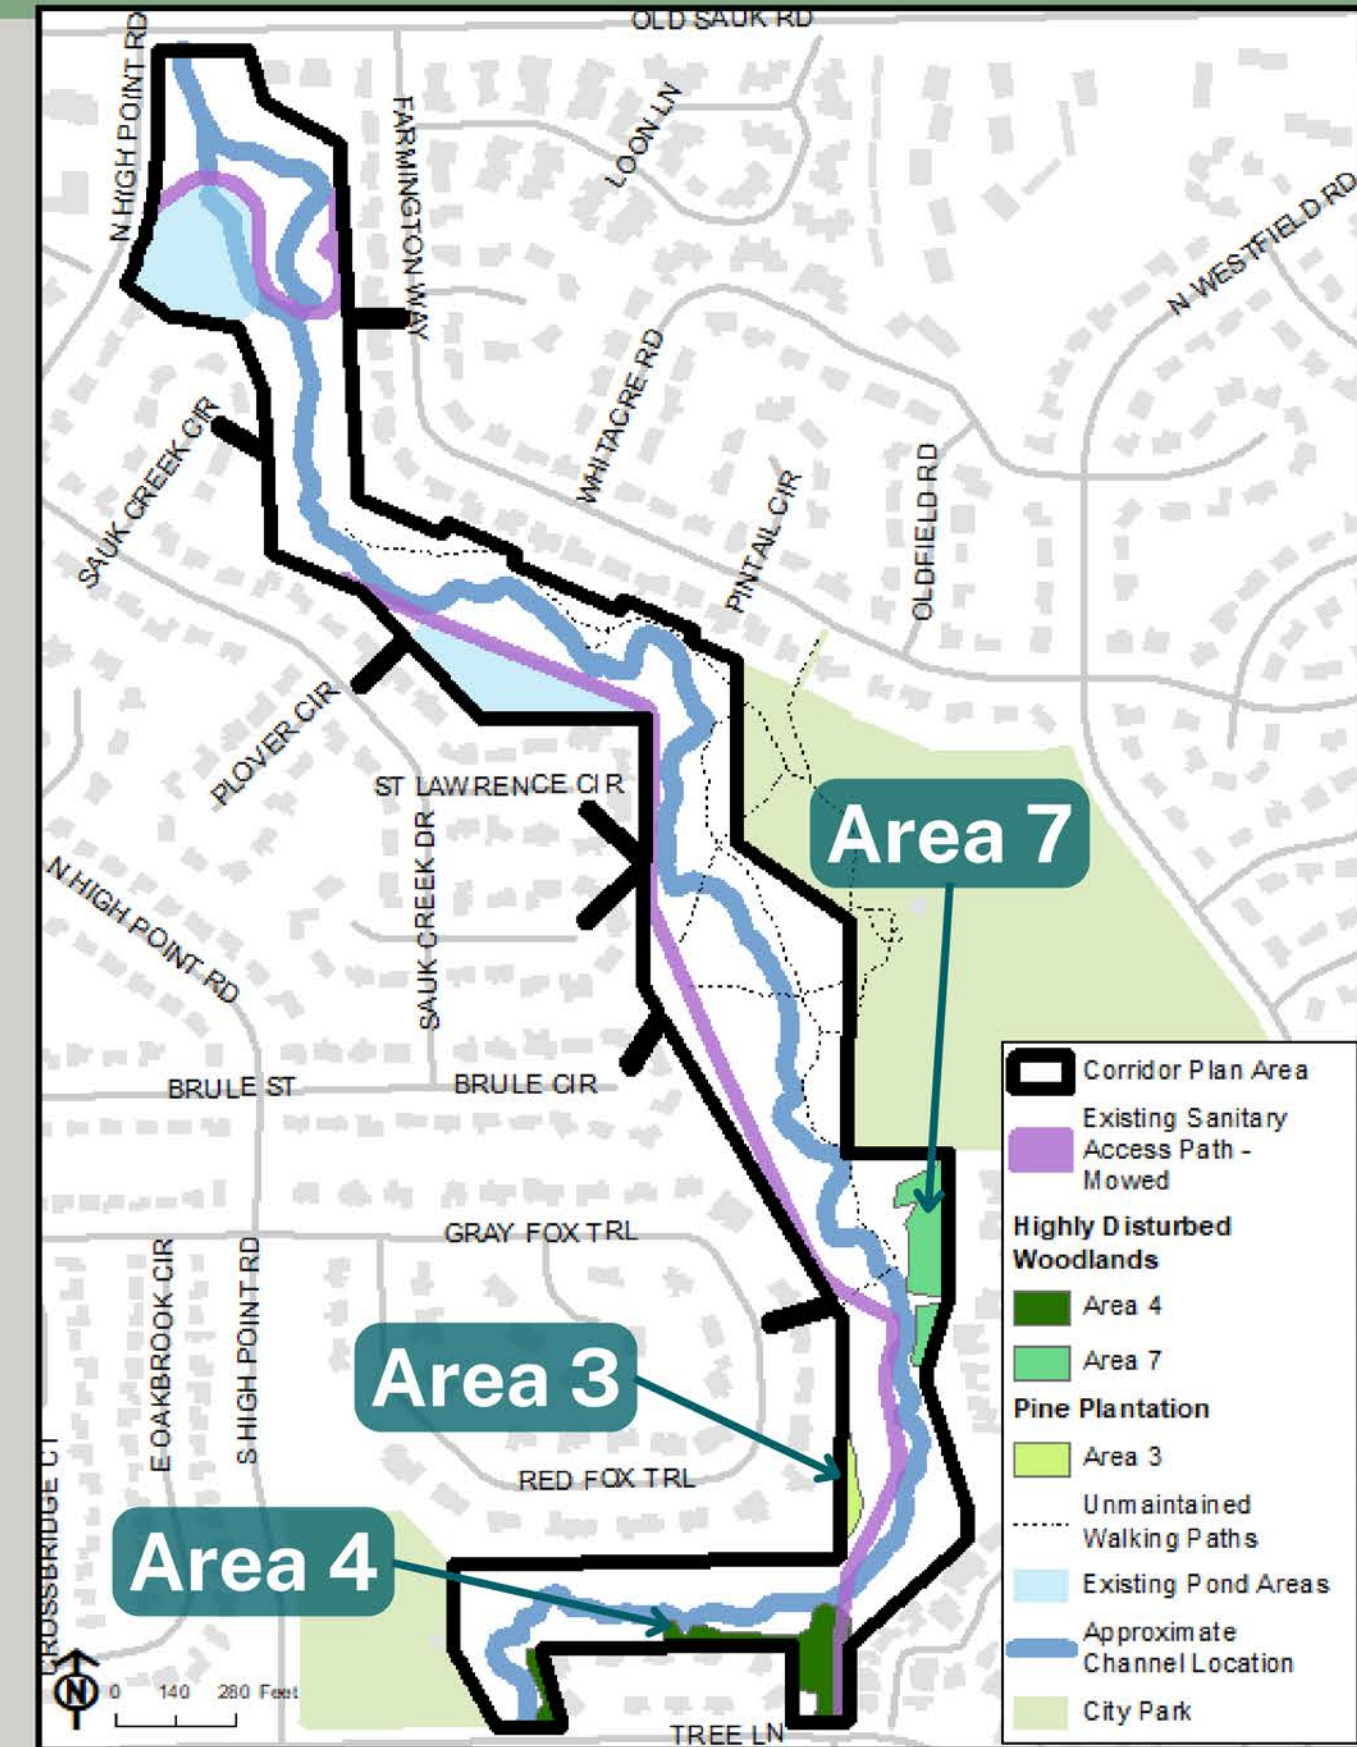 OLD SAUK RD
N HIGH POINT RD
FARMINGTON WAY
LOON LN
N WESTFIELD RD
WHITACRE RD
SAUK CREEK CIR
PINTAIL CIR
OLDFIELD RD
PLOVER CIR
ST LAWRENCE CIR
Area 7
SAUK CREEK DR
N HIGH POINT RD
BRULE ST
BRULE CIR
GRAY FOX TRL
E OAKBROOK CIR
S HIGH POINT RD
Area 3
RED FOX TRL
Area 4
CROSSBRIDGE CT
N
0 140 280 Feet
TREE LN
Corridor Plan Area
Existing Sanitary
Access Path -
Mowed
Highly Disturbed
Woodlands
Area 4
Area 7
Pine Plantation
Area 3
Unmaintained
Walking Paths
Existing Pond Areas
Approximate
Channel Location
City Park